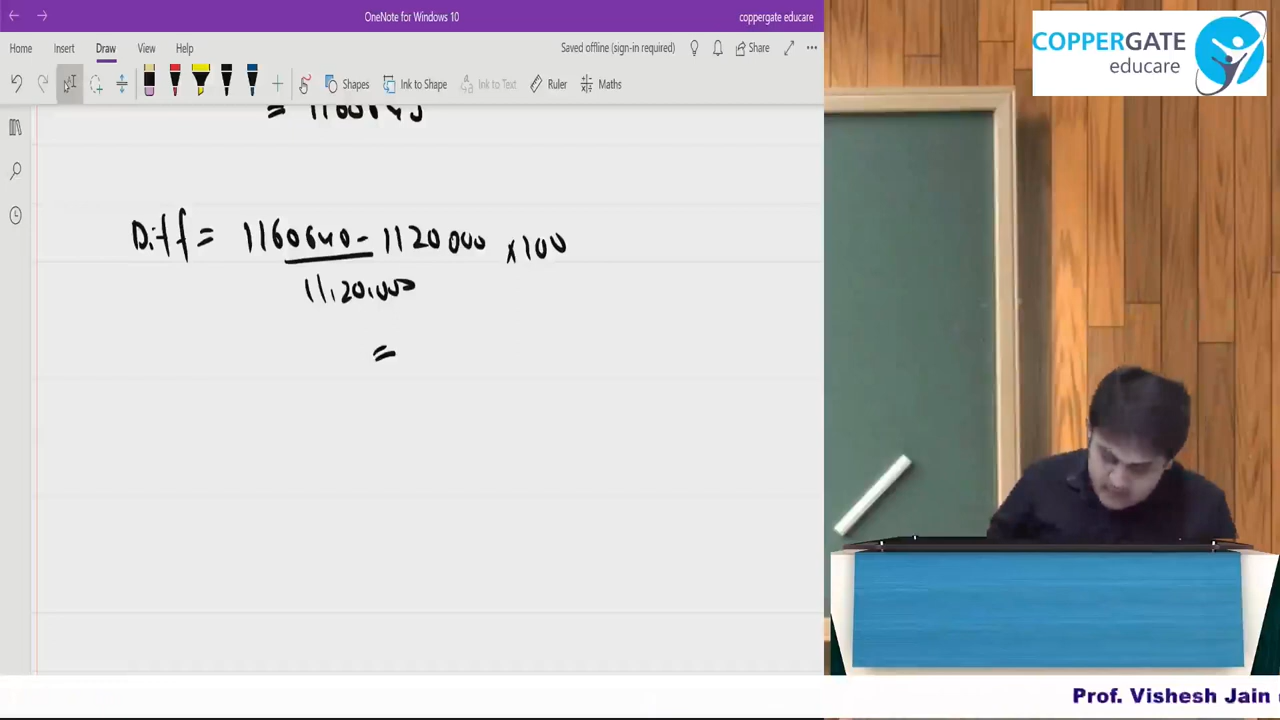 OneNote for Windows 10
coppergate educare
Home Insert Draw View Help
Saved offline (sign-in required) Share
Shapes Ink to Shape Ink to Text Ruler Maths
COPPERGATE
educare
Diff = 1160640 - 1120000 x 100
11,20,000
=
Prof. Vishesh Jain